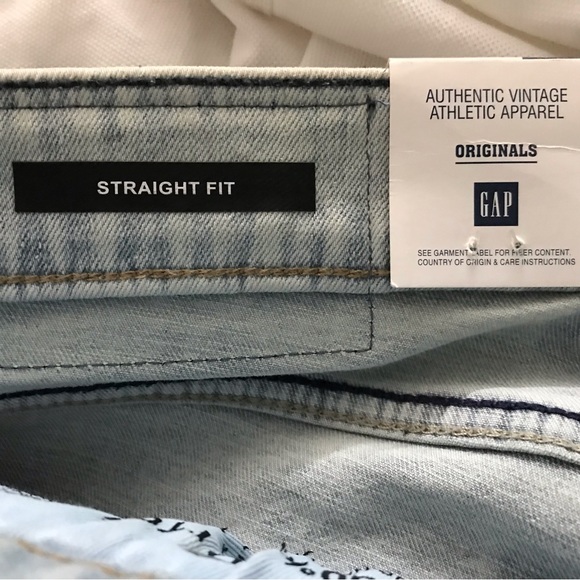 STRAIGHT FIT
AUTHENTIC VINTAGE
ATHLETIC APPAREL
ORIGINALS
GAP
SEE GARMENT LABEL FOR FIBER CONTENT
COUNTRY OF ORIGIN & CARE INSTRUCTIONS